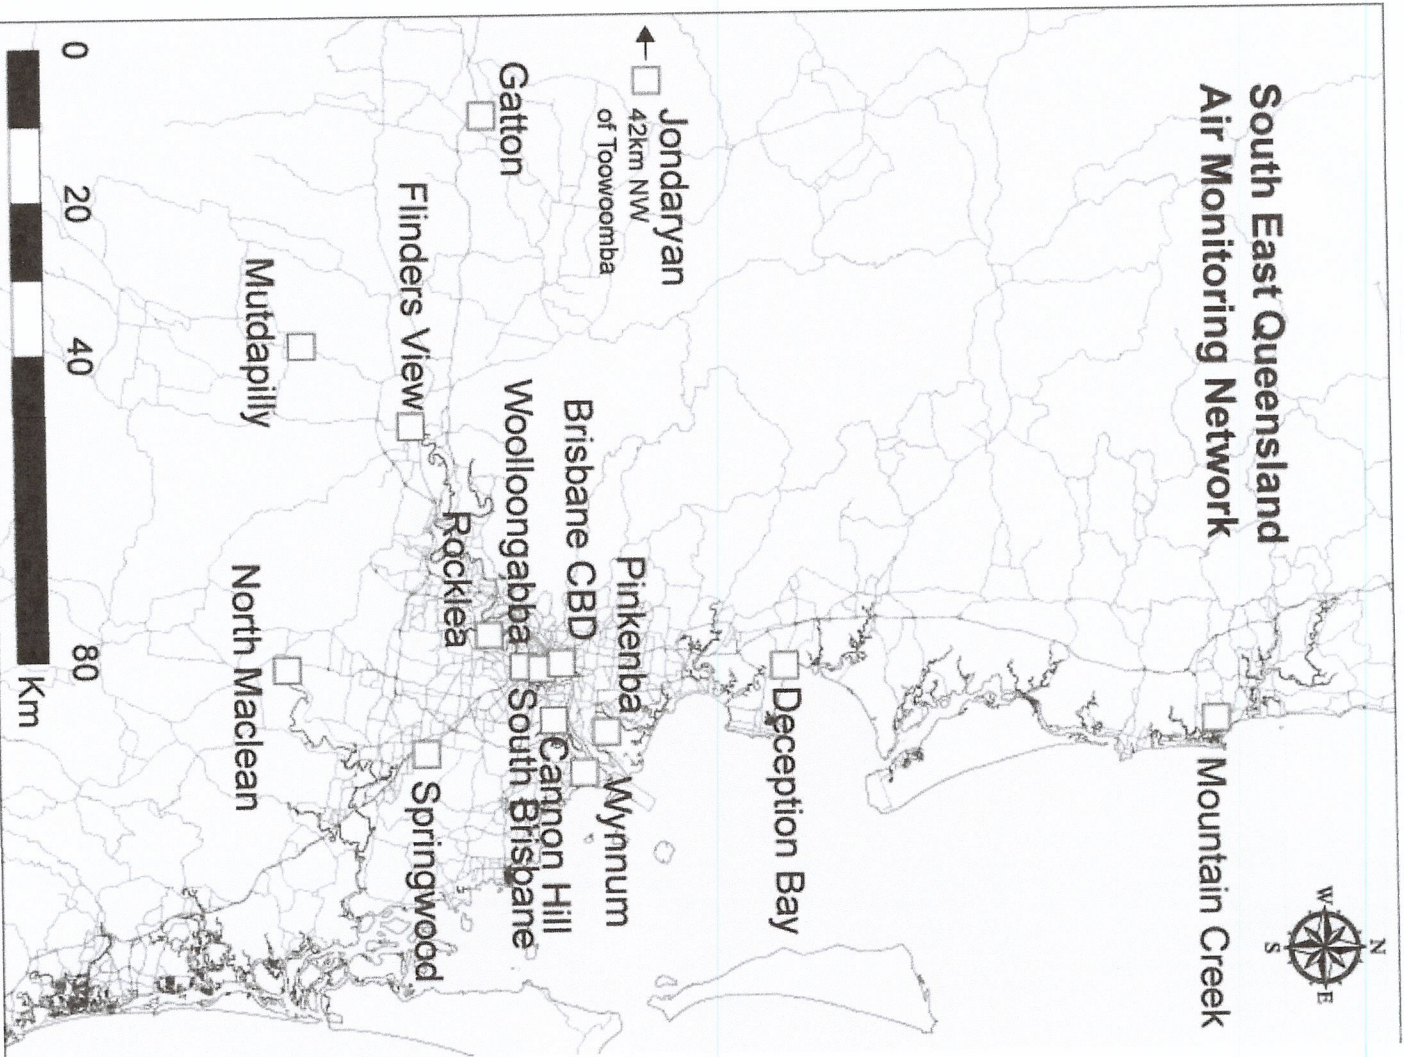 South East Queensland
Air Monitoring Network
N
W
E
S
Mountain Creek
Jondaryan
42km NW
of Toowoomba
Deception Bay
Gatton
Pinkenba
Wynnum
Brisbane CBD
Cannon Hill
Woolloongabba
South Brisbane
Rocklea
Flinders View
Springwood
Mutdapilly
North Maclean
0
20
40
80
Km